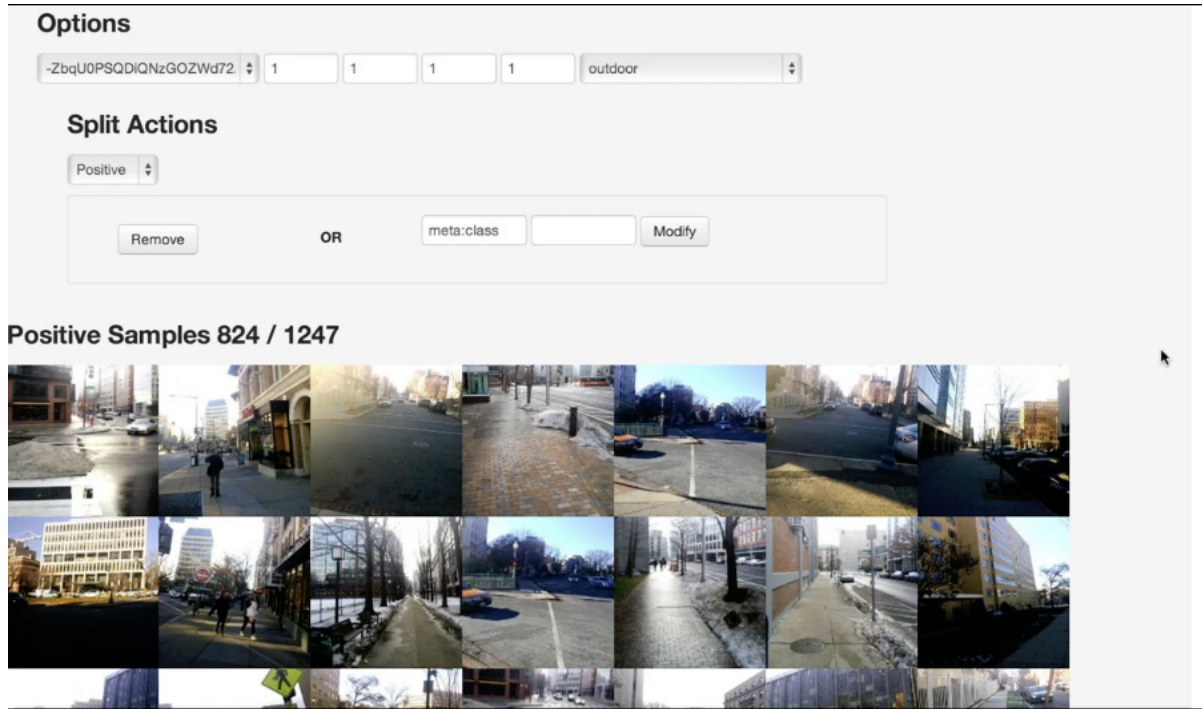 Options
-ZbqU0PSQDiQNzGOZWd72. 1 1 1 1 outdoor
Split Actions
Positive
Remove OR meta:class Modify
Positive Samples 824 / 1247